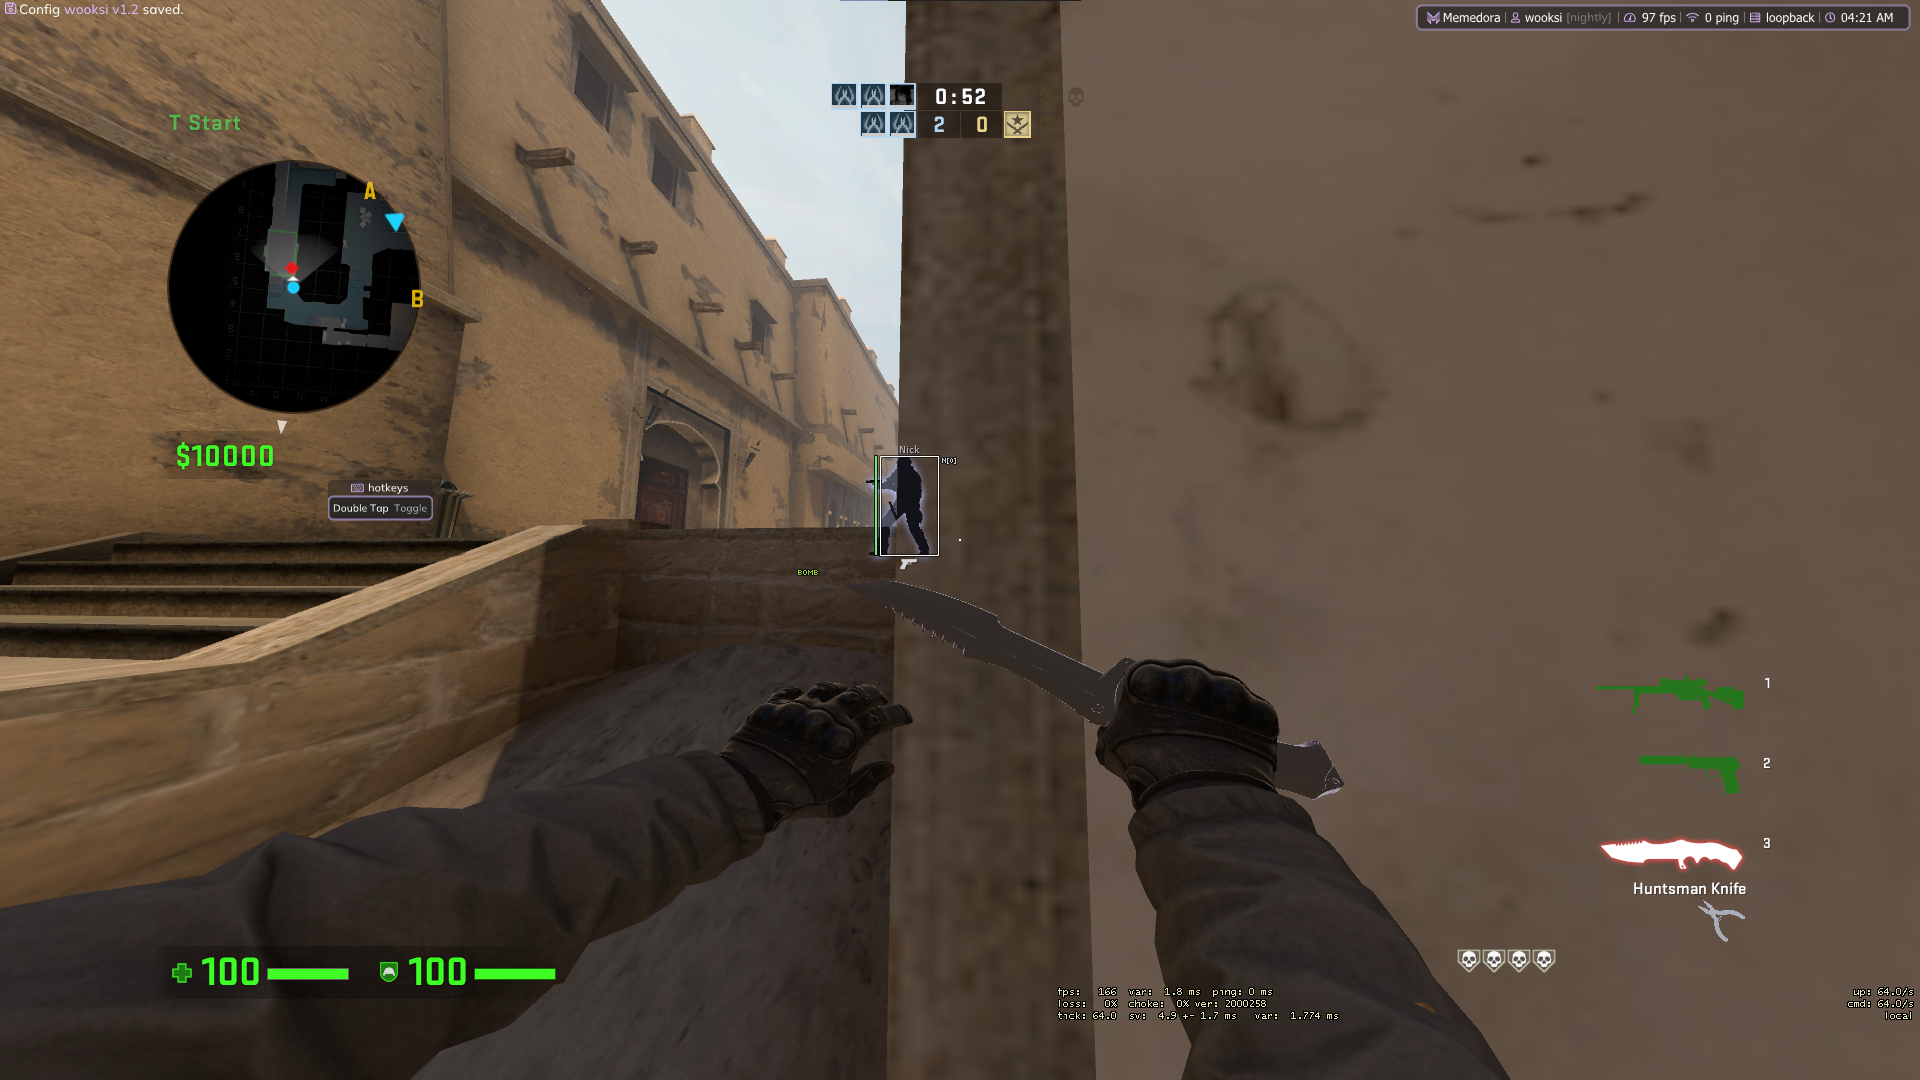 Config wooksi v1.2 saved.
Memedora | wooksi [nightly] | 97 fps | 0 ping | loopback | 04:21 AM
0:52
2 0
T Start
A
B
$10000
hotkeys
Double Tap Toggle
Nick
BOMB
1
2
3
Huntsman Knife
100 100
fps: 166 var: 1.8 ms ping: 0 ms
loss: 0% choke: 0% ver: 2000258
tick: 64.0 sv: 4.9 +- 1.7 ms var: 1.774 ms
up: 64.0/s
cmd: 64.0/s
local